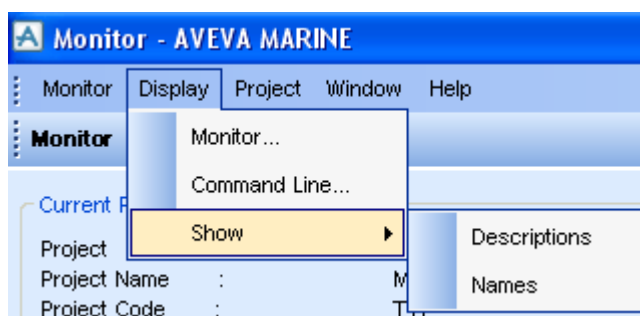 Monitor - AVEVA MARINE
Monitor Display Project Window Help
Monitor
Monitor...
Command Line...
Current
Show
Descriptions
Project
Project Name : M
Names
Project Code :